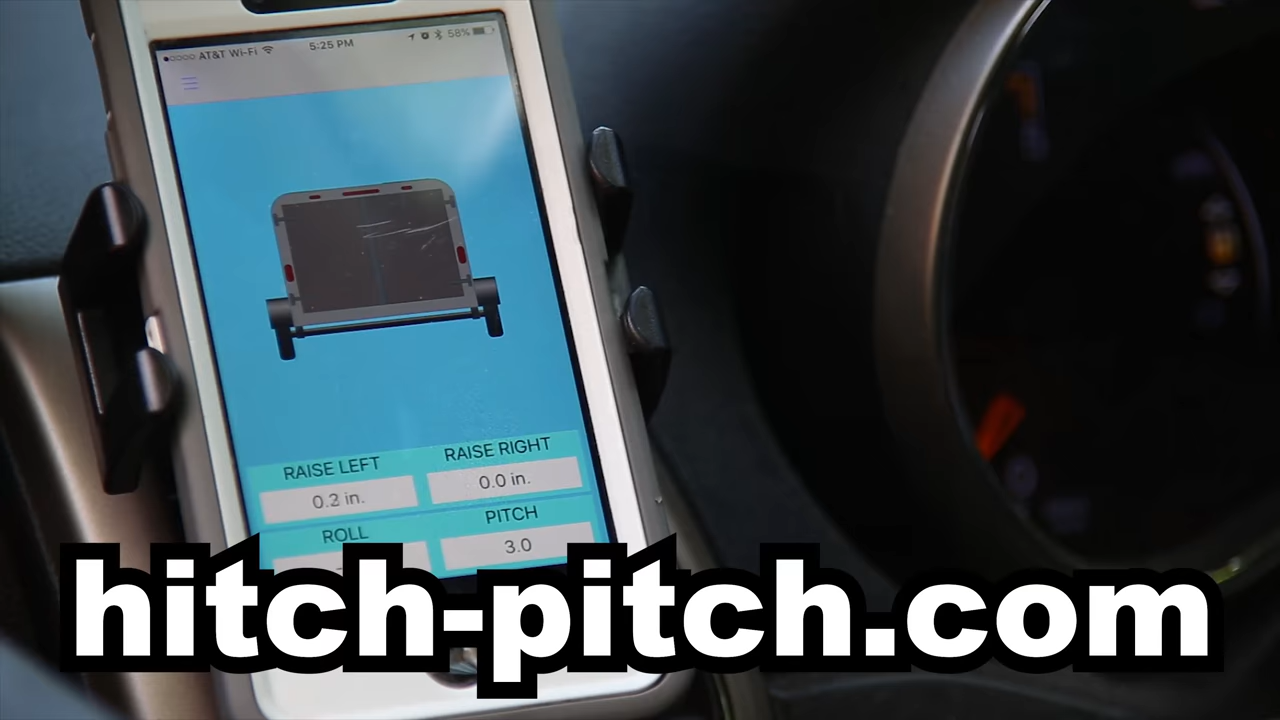 AT&T Wi-Fi 5:25 PM 58%
RAISE LEFT RAISE RIGHT
0.2 in. 0.0 in.
ROLL PITCH
3.0
hitch-pitch.com